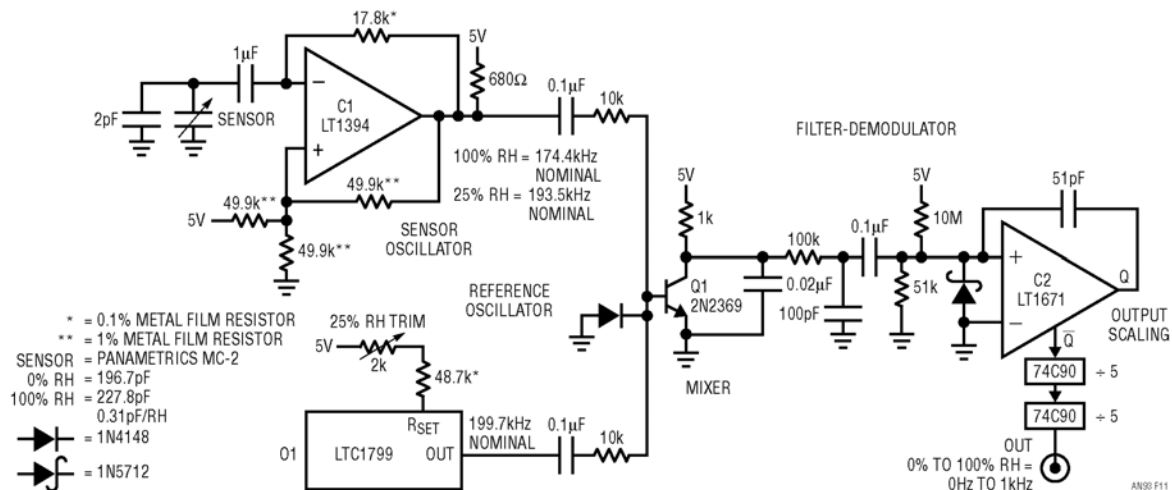 17.8k*
5V
1µF
680Ω
0.1µF
10k
C1
LT1394
−
+
2pF
SENSOR
FILTER-DEMODULATOR
100% RH = 174.4kHz
NOMINAL
25% RH = 193.5kHz
NOMINAL
49.9k**
49.9k**
5V
49.9k**
SENSOR
OSCILLATOR
5V
1k
5V
10M
51pF
100k
0.1µF
0.02µF
100pF
51k
+
−
C2
LT1671
Q
Q̅
OUTPUT
SCALING
Q1
2N2369
MIXER
REFERENCE
OSCILLATOR
25% RH TRIM
5V
2k
48.7k*
RSET
O1
LTC1799
OUT
199.7kHz
NOMINAL
0.1µF
10k
74C90
÷ 5
74C90
÷ 5
OUT
0% TO 100% RH =
0Hz TO 1kHz
* = 0.1% METAL FILM RESISTOR
** = 1% METAL FILM RESISTOR
SENSOR = PANAMETRICS MC-2
0% RH = 196.7pF
100% RH = 227.8pF
0.31pF/RH
= 1N4148
= 1N5712
AN93 F11